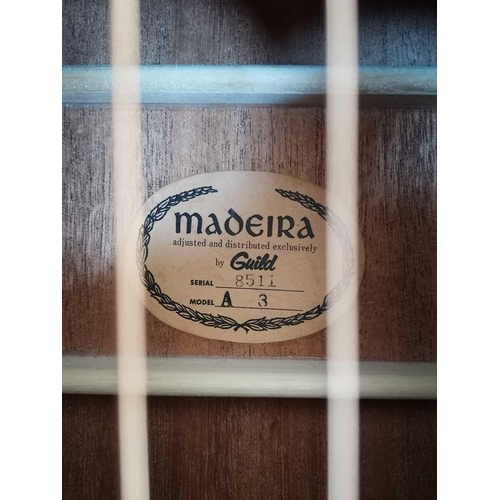 MADEIRA
adjusted and distributed exclusively
by Guild
SERIAL 8511
MODEL A 3